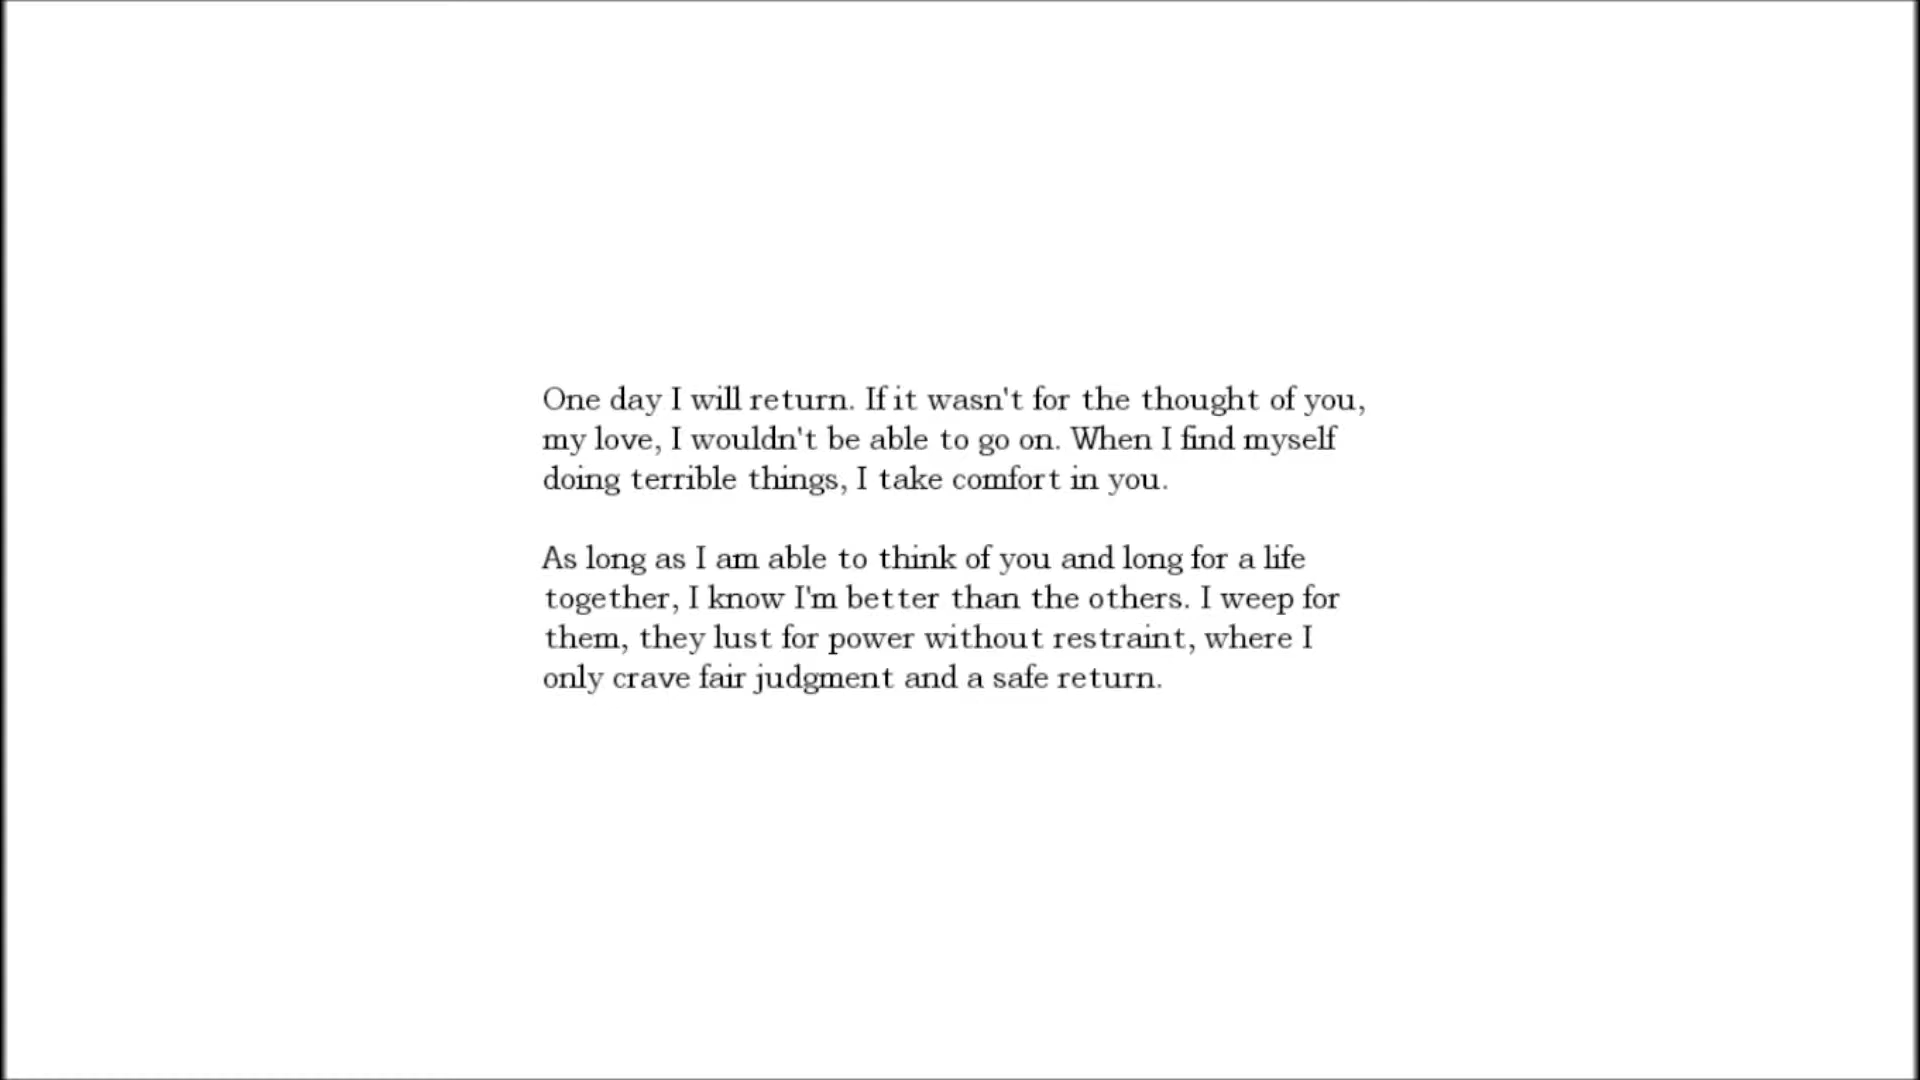 One day I will return. If it wasn't for the thought of you,
my love, I wouldn't be able to go on. When I find myself
doing terrible things, I take comfort in you.
As long as I am able to think of you and long for a life
together, I know I'm better than the others. I weep for
them, they lust for power without restraint, where I
only crave fair judgment and a safe return.